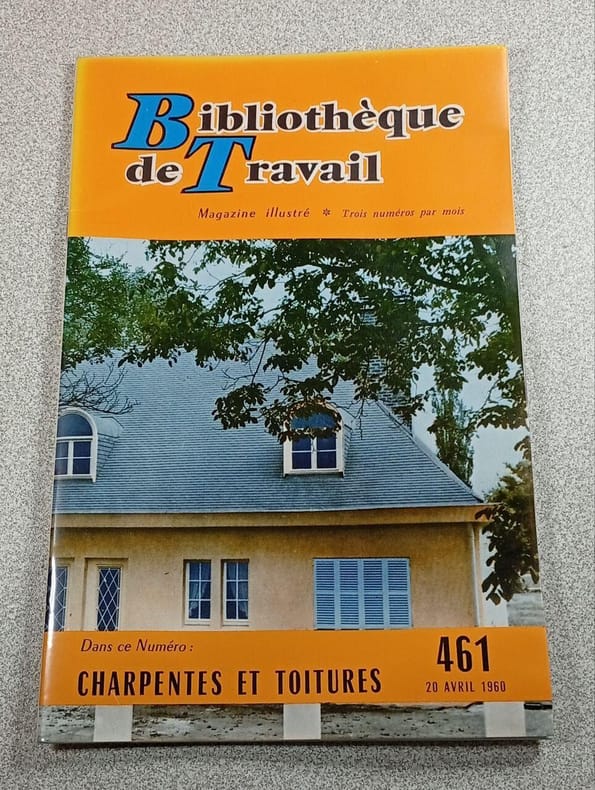 Bibliothèque
de Travail
Magazine illustré * Trois numéros par mois
Dans ce Numéro :
CHARPENTES ET TOITURES
461
20 AVRIL 1960